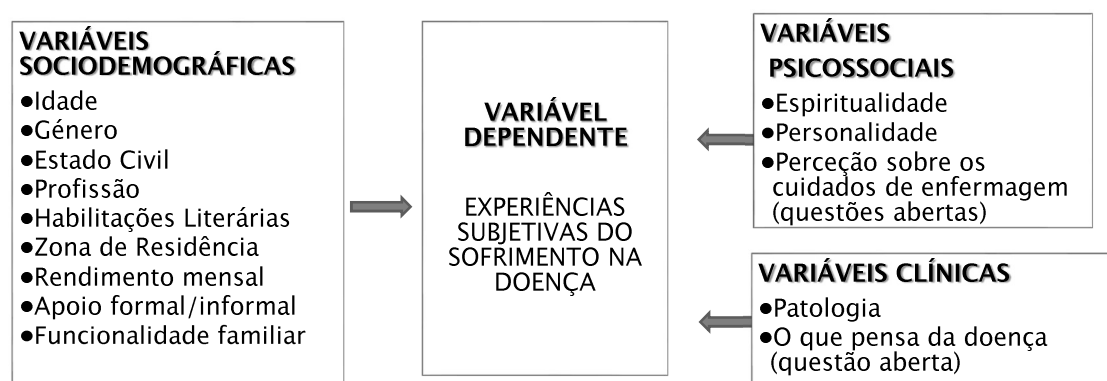 VARIÁVEIS
SOCIODEMOGRÁFICAS
●Idade
●Género
●Estado Civil
●Profissão
●Habilitações Literárias
●Zona de Residência
●Rendimento mensal
●Apoio formal/informal
●Funcionalidade familiar
VARIÁVEL
DEPENDENTE
EXPERIÊNCIAS
SUBJETIVAS DO
SOFRIMENTO NA
DOENÇA
VARIÁVEIS
PSICOSSOCIAIS
●Espiritualidade
●Personalidade
●Perceção sobre os
cuidados de enfermagem
(questões abertas)
VARIÁVEIS CLÍNICAS
●Patologia
●O que pensa da doença
(questão aberta)